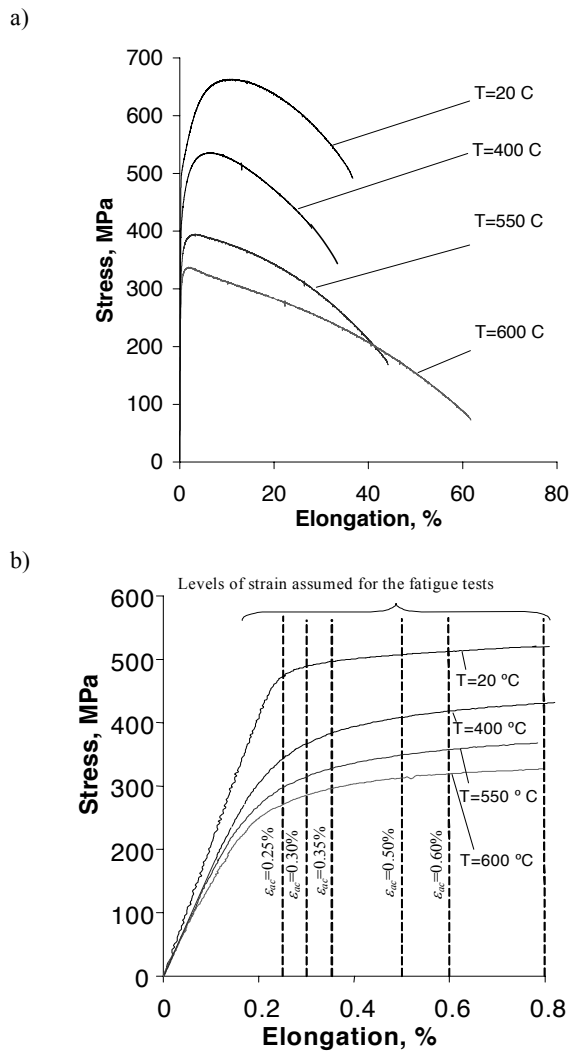 a)
700
600
500
400
300
200
100
0
Stress, MPa
T=20 C
T=400 C
T=550 C
T=600 C
0 20 40 60 80
Elongation, %
b)
Levels of strain assumed for the fatigue tests
600
500
400
300
200
100
0
Stress, MPa
T=20 ºC
T=400 ºC
T=550 º C
T=600 ºC
εac=0.25%
εac=0.30%
εac=0.35%
εac=0.50%
εac=0.60%
0 0.2 0.4 0.6 0.8
Elongation, %